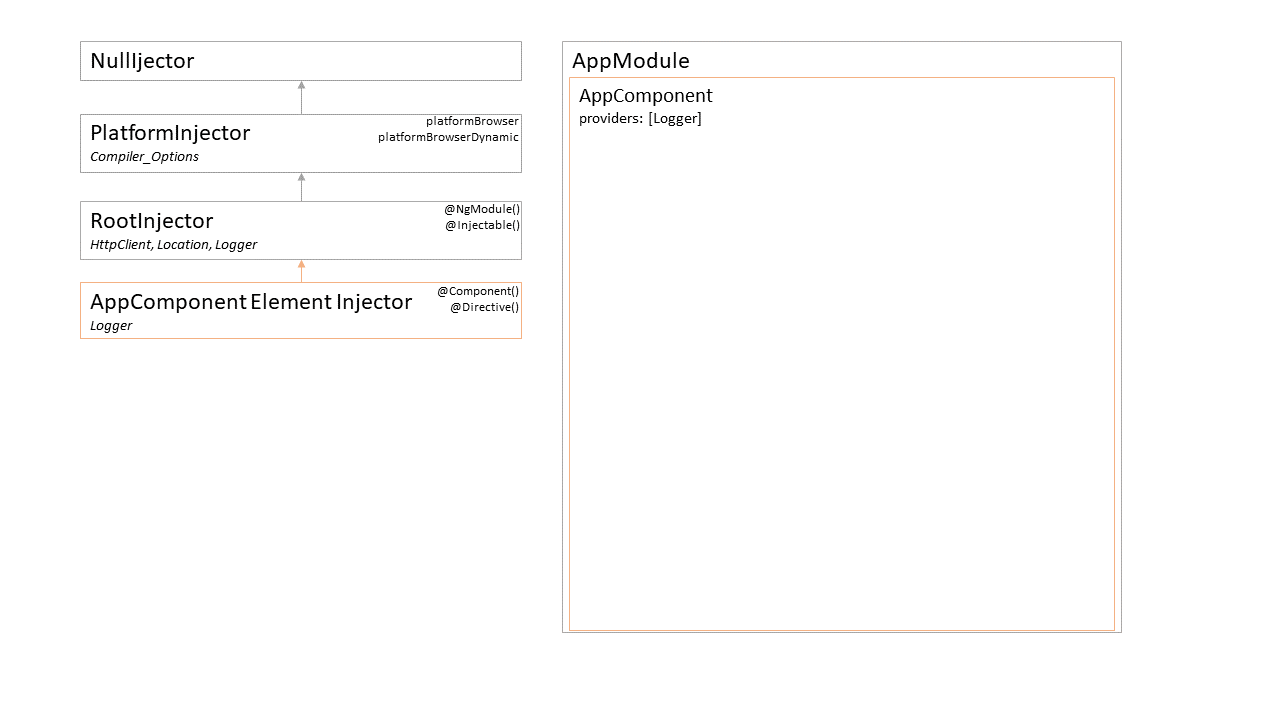 NullIjector
PlatformInjector
platformBrowser
platformBrowserDynamic
Compiler_Options
RootInjector
@NgModule()
@Injectable()
HttpClient, Location, Logger
AppComponent Element Injector
@Component()
@Directive()
Logger
AppModule
AppComponent
providers: [Logger]